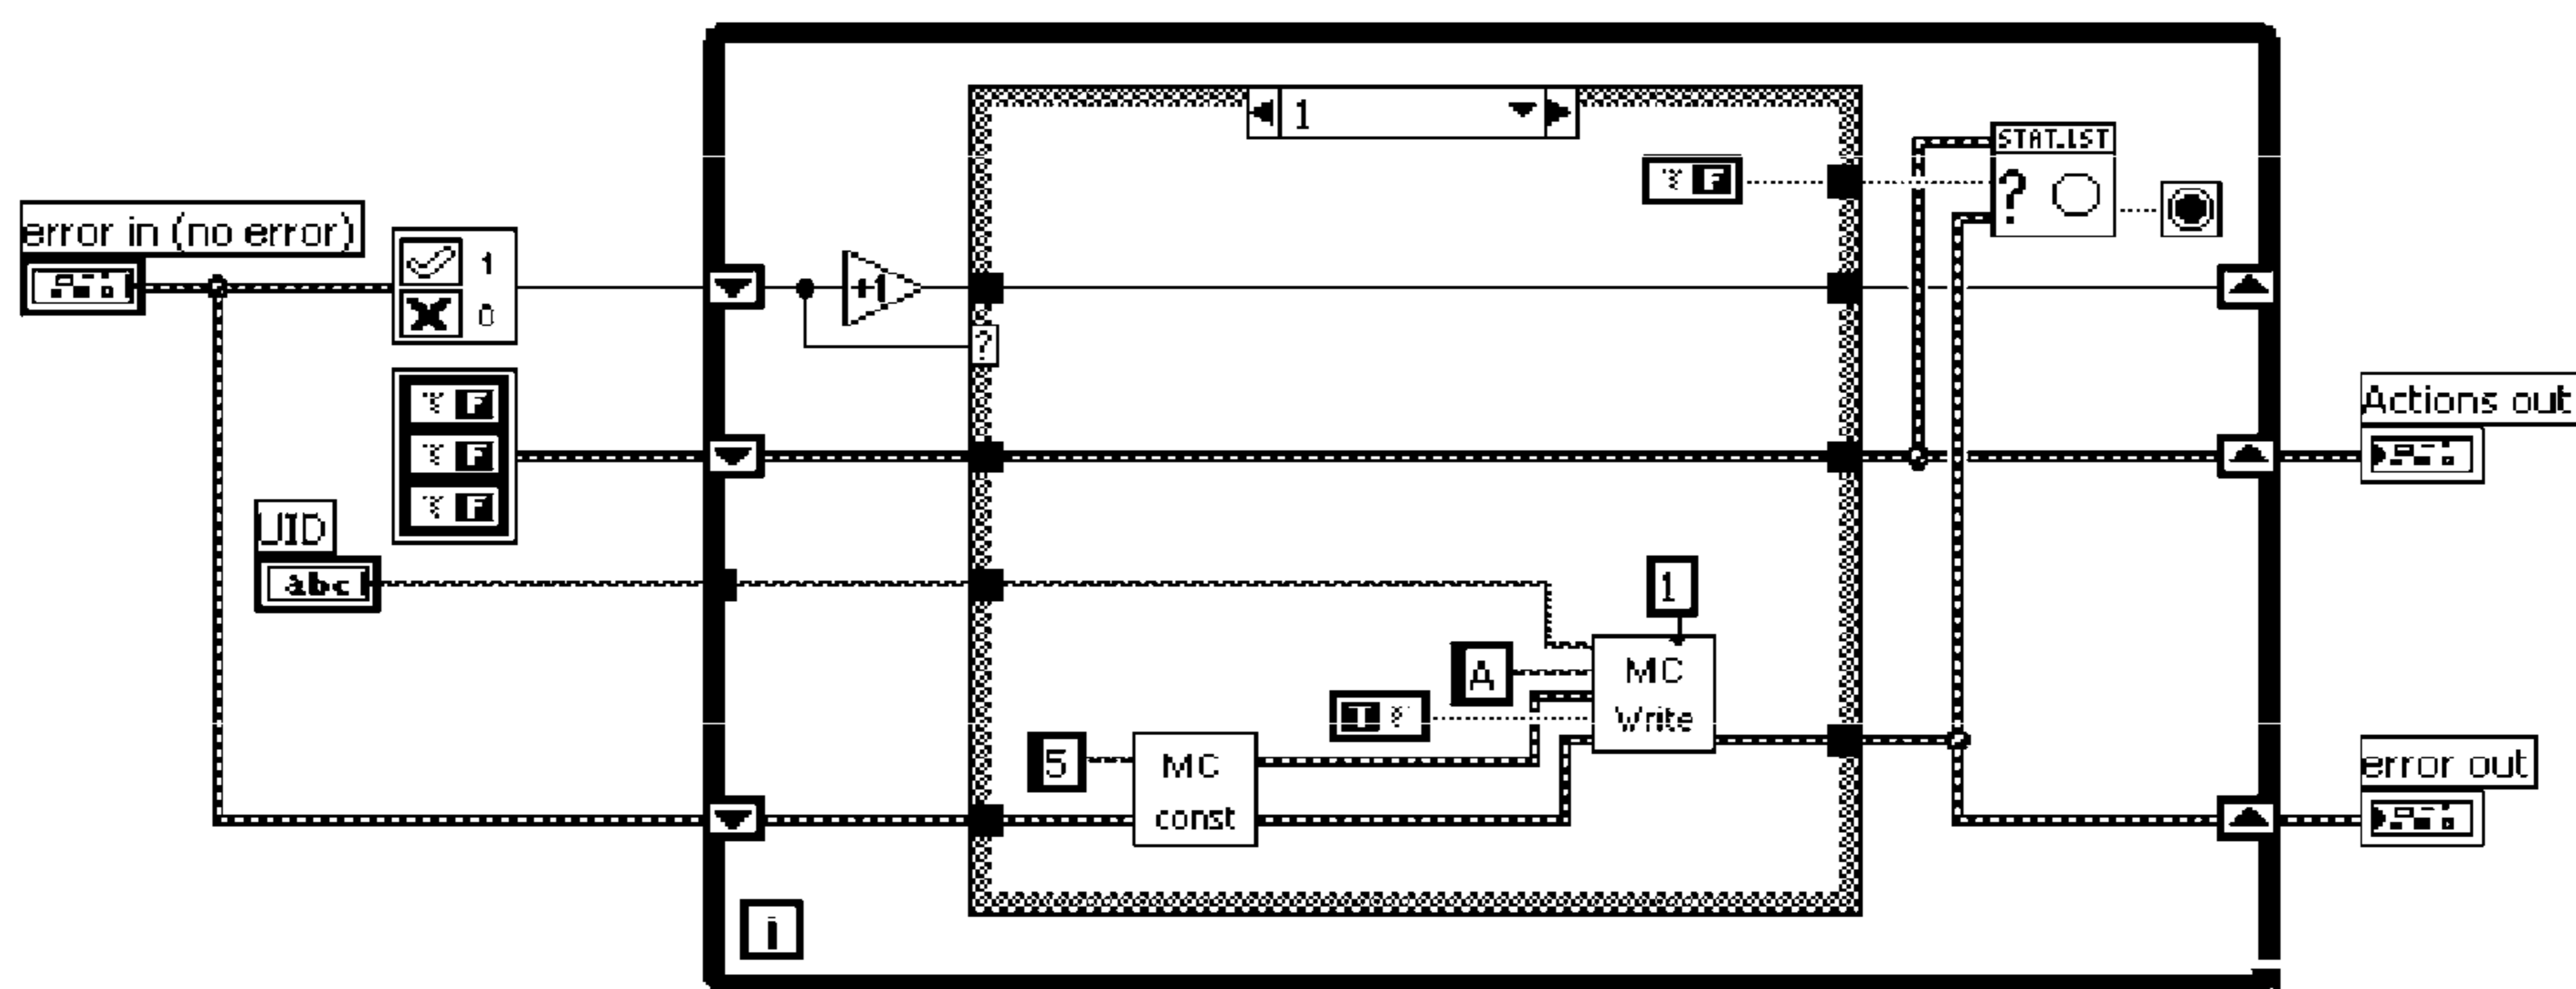 1
STAT.LST
T F
?
error in (no error)
1
0
+1
?
T F
T F
T F
Actions out
UID
abc
1
A
MC
Write
T F
5
MC
const
error out
i